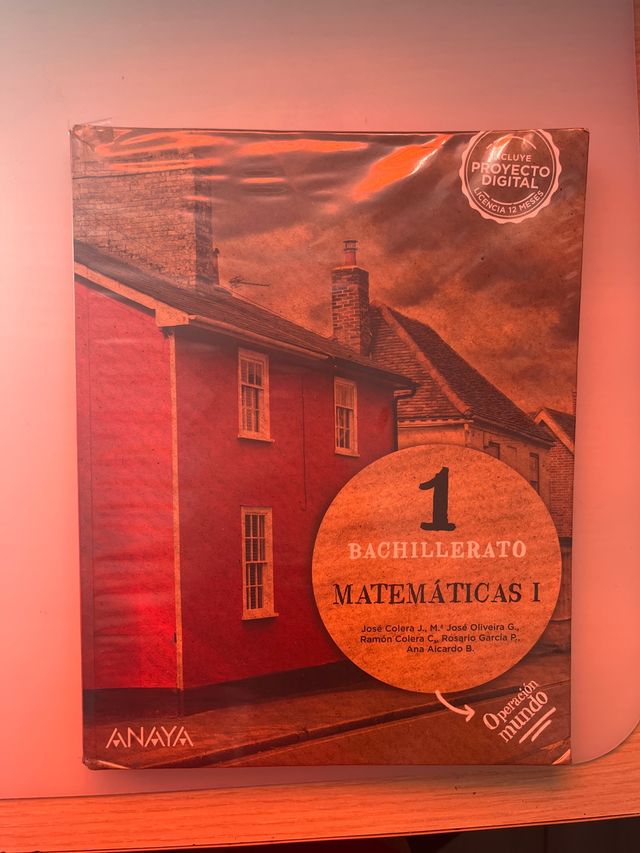 INCLUYE
PROYECTO
DIGITAL
LICENCIA 12 MESES
1
BACHILLERATO
MATEMÁTICAS I
José Colera J., M.ª José Oliveira G.,
Ramón Colera C., Rosario García P.,
Ana Aicardo B.
Operación
mundo
ANAYA